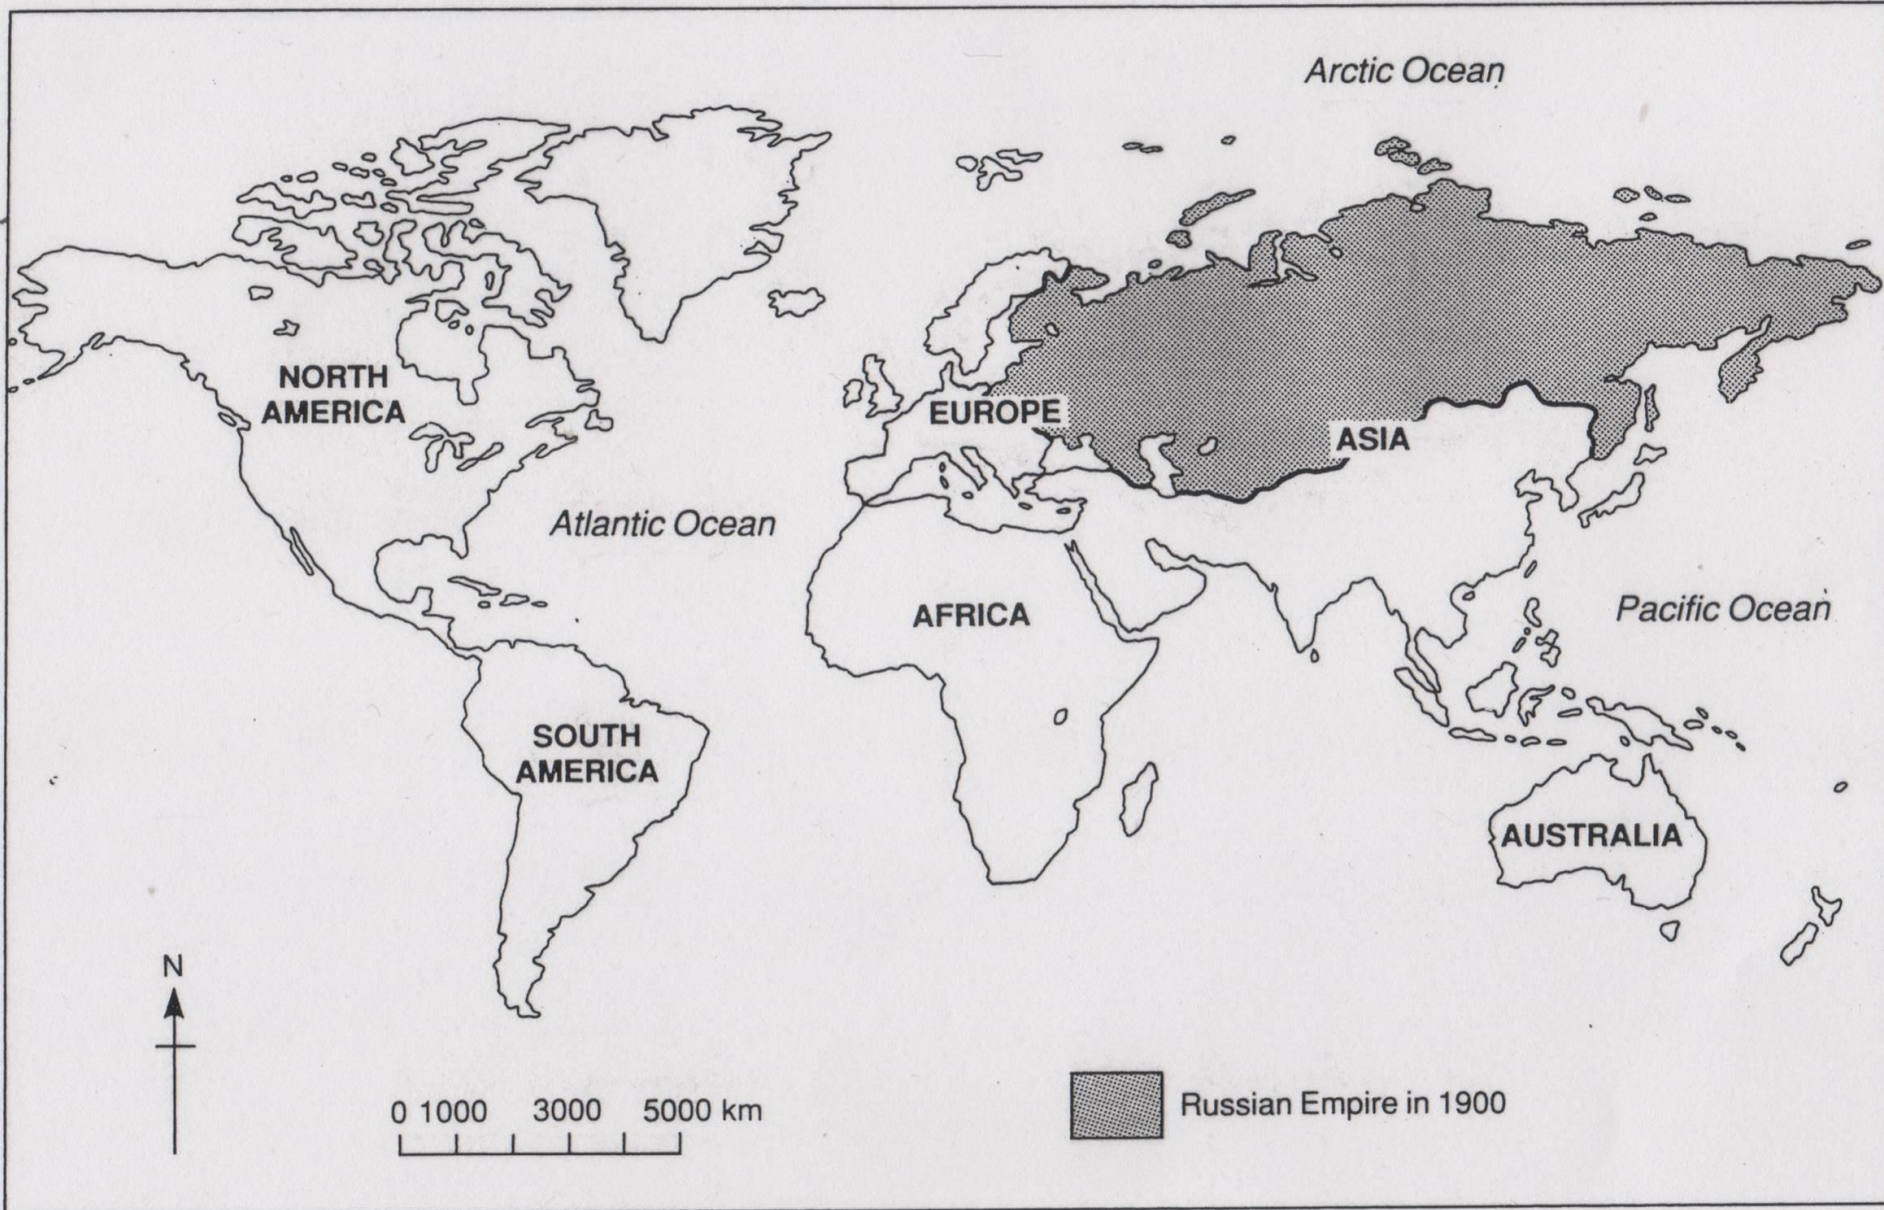 Arctic Ocean
NORTH
AMERICA
EUROPE
ASIA
Atlantic Ocean
AFRICA
Pacific Ocean
SOUTH
AMERICA
AUSTRALIA
N
0 1000 3000 5000 km
Russian Empire in 1900